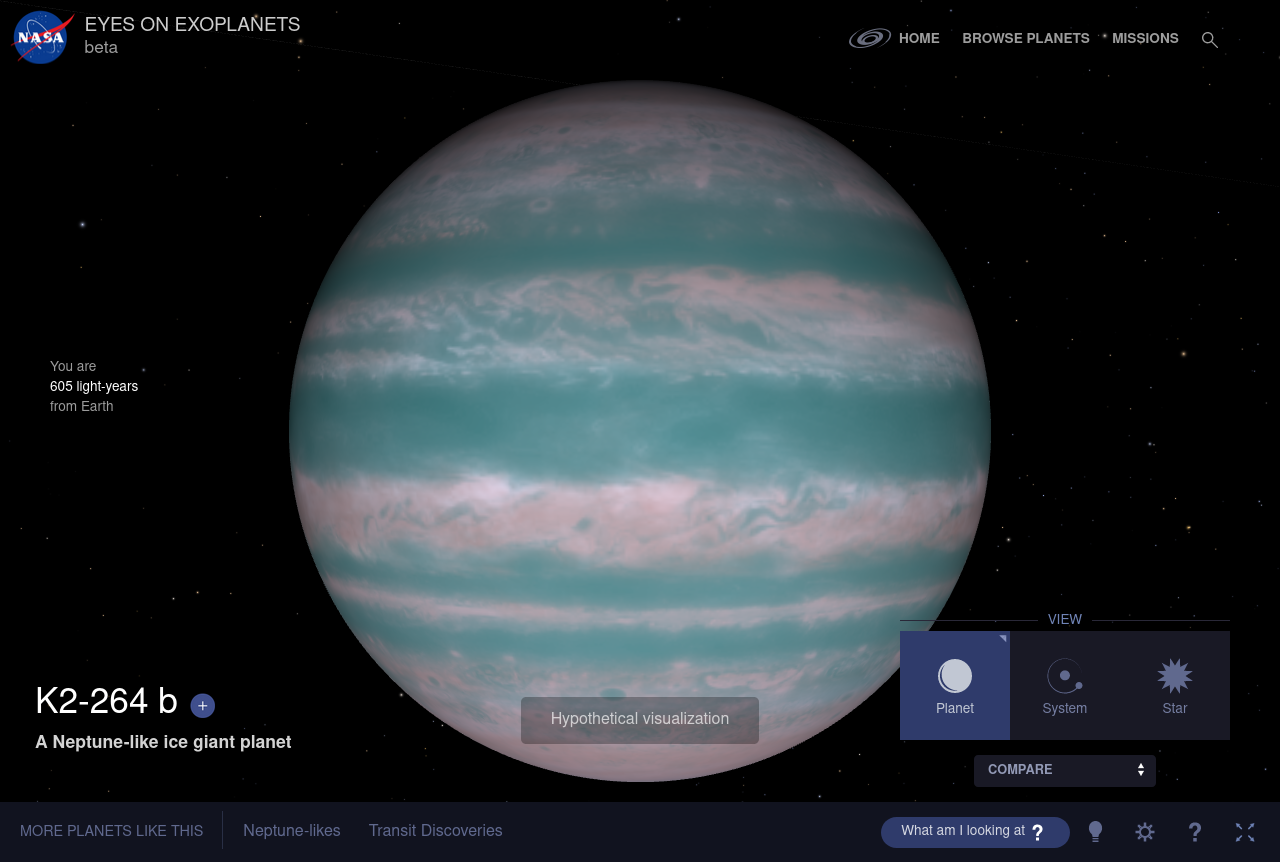 NASA
EYES ON EXOPLANETS
beta
HOME
BROWSE PLANETS
MISSIONS
You are
605 light-years
from Earth
VIEW
Planet
System
Star
K2-264 b +
A Neptune-like ice giant planet
Hypothetical visualization
COMPARE
MORE PLANETS LIKE THIS
Neptune-likes
Transit Discoveries
What am I looking at ?
?